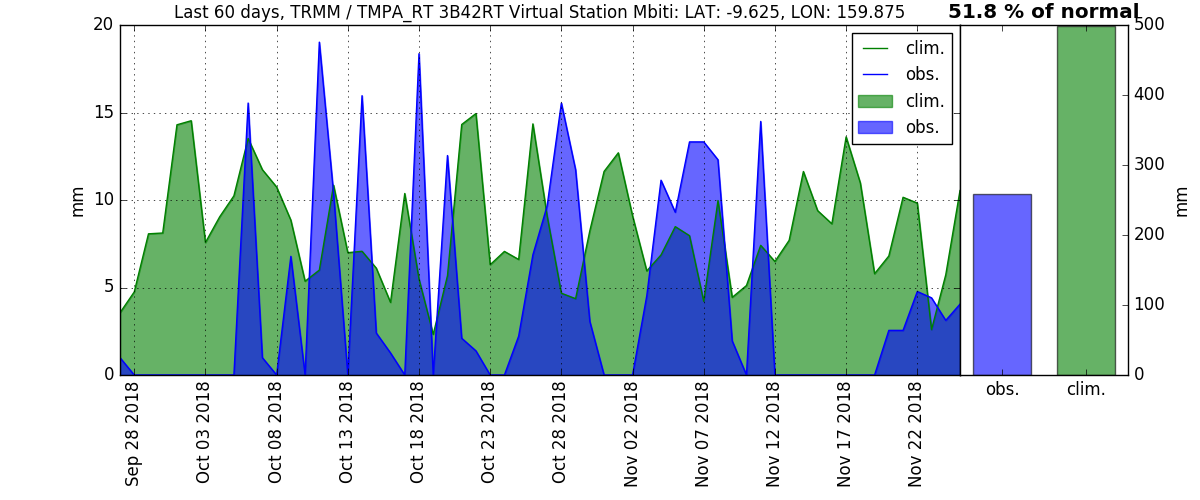 Last 60 days, TRMM / TMPA_RT 3B42RT Virtual Station Mbiti: LAT: -9.625, LON: 159.875
51.8 % of normal
20
15
10
5
0
mm
clim.
obs.
clim.
obs.
500
400
300
200
100
0
mm
Sep 28 2018
Oct 03 2018
Oct 08 2018
Oct 13 2018
Oct 18 2018
Oct 23 2018
Oct 28 2018
Nov 02 2018
Nov 07 2018
Nov 12 2018
Nov 17 2018
Nov 22 2018
obs.
clim.